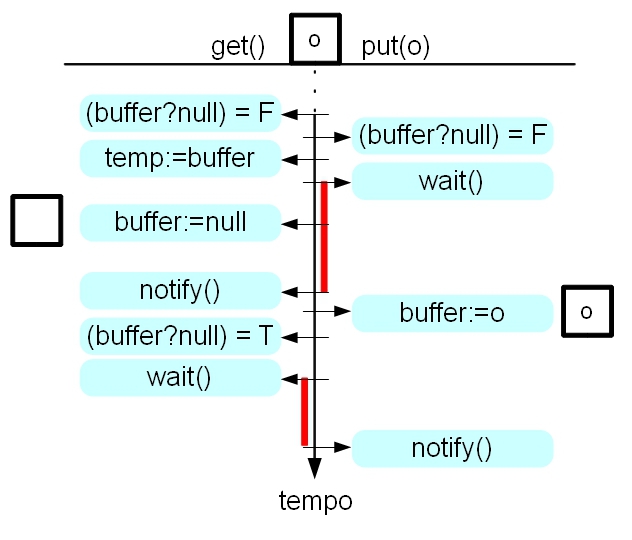 get() o put(o)
(buffer?null) = F
(buffer?null) = F
temp:=buffer
wait()
buffer:=null
notify()
buffer:=o o
(buffer?null) = T
wait()
notify()
tempo